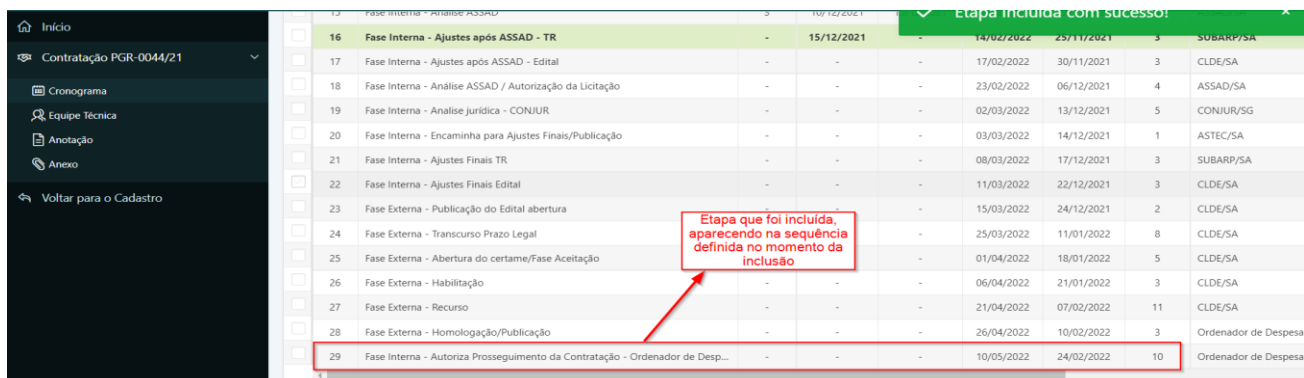 Início
Contratação PGR-0044/21
Cronograma
Equipe Técnica
Anotação
Anexo
Voltar para o Cadastro
15 Fase Interna - Análise ASSAD 3 10/12/2021
Etapa incluída com sucesso! ×
16 Fase Interna - Ajustes após ASSAD - TR - 15/12/2021 - 14/02/2022 25/11/2021 3 SUBARP/SA
17 Fase Interna - Ajustes após ASSAD - Edital - - - 17/02/2022 30/11/2021 3 CLDE/SA
18 Fase Interna - Análise ASSAD / Autorização da Licitação - - - 23/02/2022 06/12/2021 4 ASSAD/SA
19 Fase Interna - Analise jurídica - CONJUR - - - 02/03/2022 13/12/2021 5 CONJUR/SG
20 Fase Interna - Encaminha para Ajustes Finais/Publicação - - - 03/03/2022 14/12/2021 1 ASTEC/SA
21 Fase Interna - Ajustes Finais TR - - - 08/03/2022 17/12/2021 3 SUBARP/SA
22 Fase Interna - Ajustes Finais Edital - - - 11/03/2022 22/12/2021 3 CLDE/SA
23 Fase Externa - Publicação do Edital abertura - - - 15/03/2022 24/12/2021 2 CLDE/SA
24 Fase Externa - Transcurso Prazo Legal - 25/03/2022 11/01/2022 8 CLDE/SA
25 Fase Externa - Abertura do certame/Fase Aceitação - 01/04/2022 18/01/2022 5 CLDE/SA
26 Fase Externa - Habilitação - - - 06/04/2022 21/01/2022 3 CLDE/SA
27 Fase Externa - Recurso - - - 21/04/2022 07/02/2022 11 CLDE/SA
28 Fase Externa - Homologação/Publicação - - - 26/04/2022 10/02/2022 3 Ordenador de Despesa
29 Fase Interna - Autoriza Prosseguimento da Contratação - Ordenador de Desp... - - - 10/05/2022 24/02/2022 10 Ordenador de Despesa
Etapa que foi incluída,
aparecendo na sequência
definida no momento da
inclusão